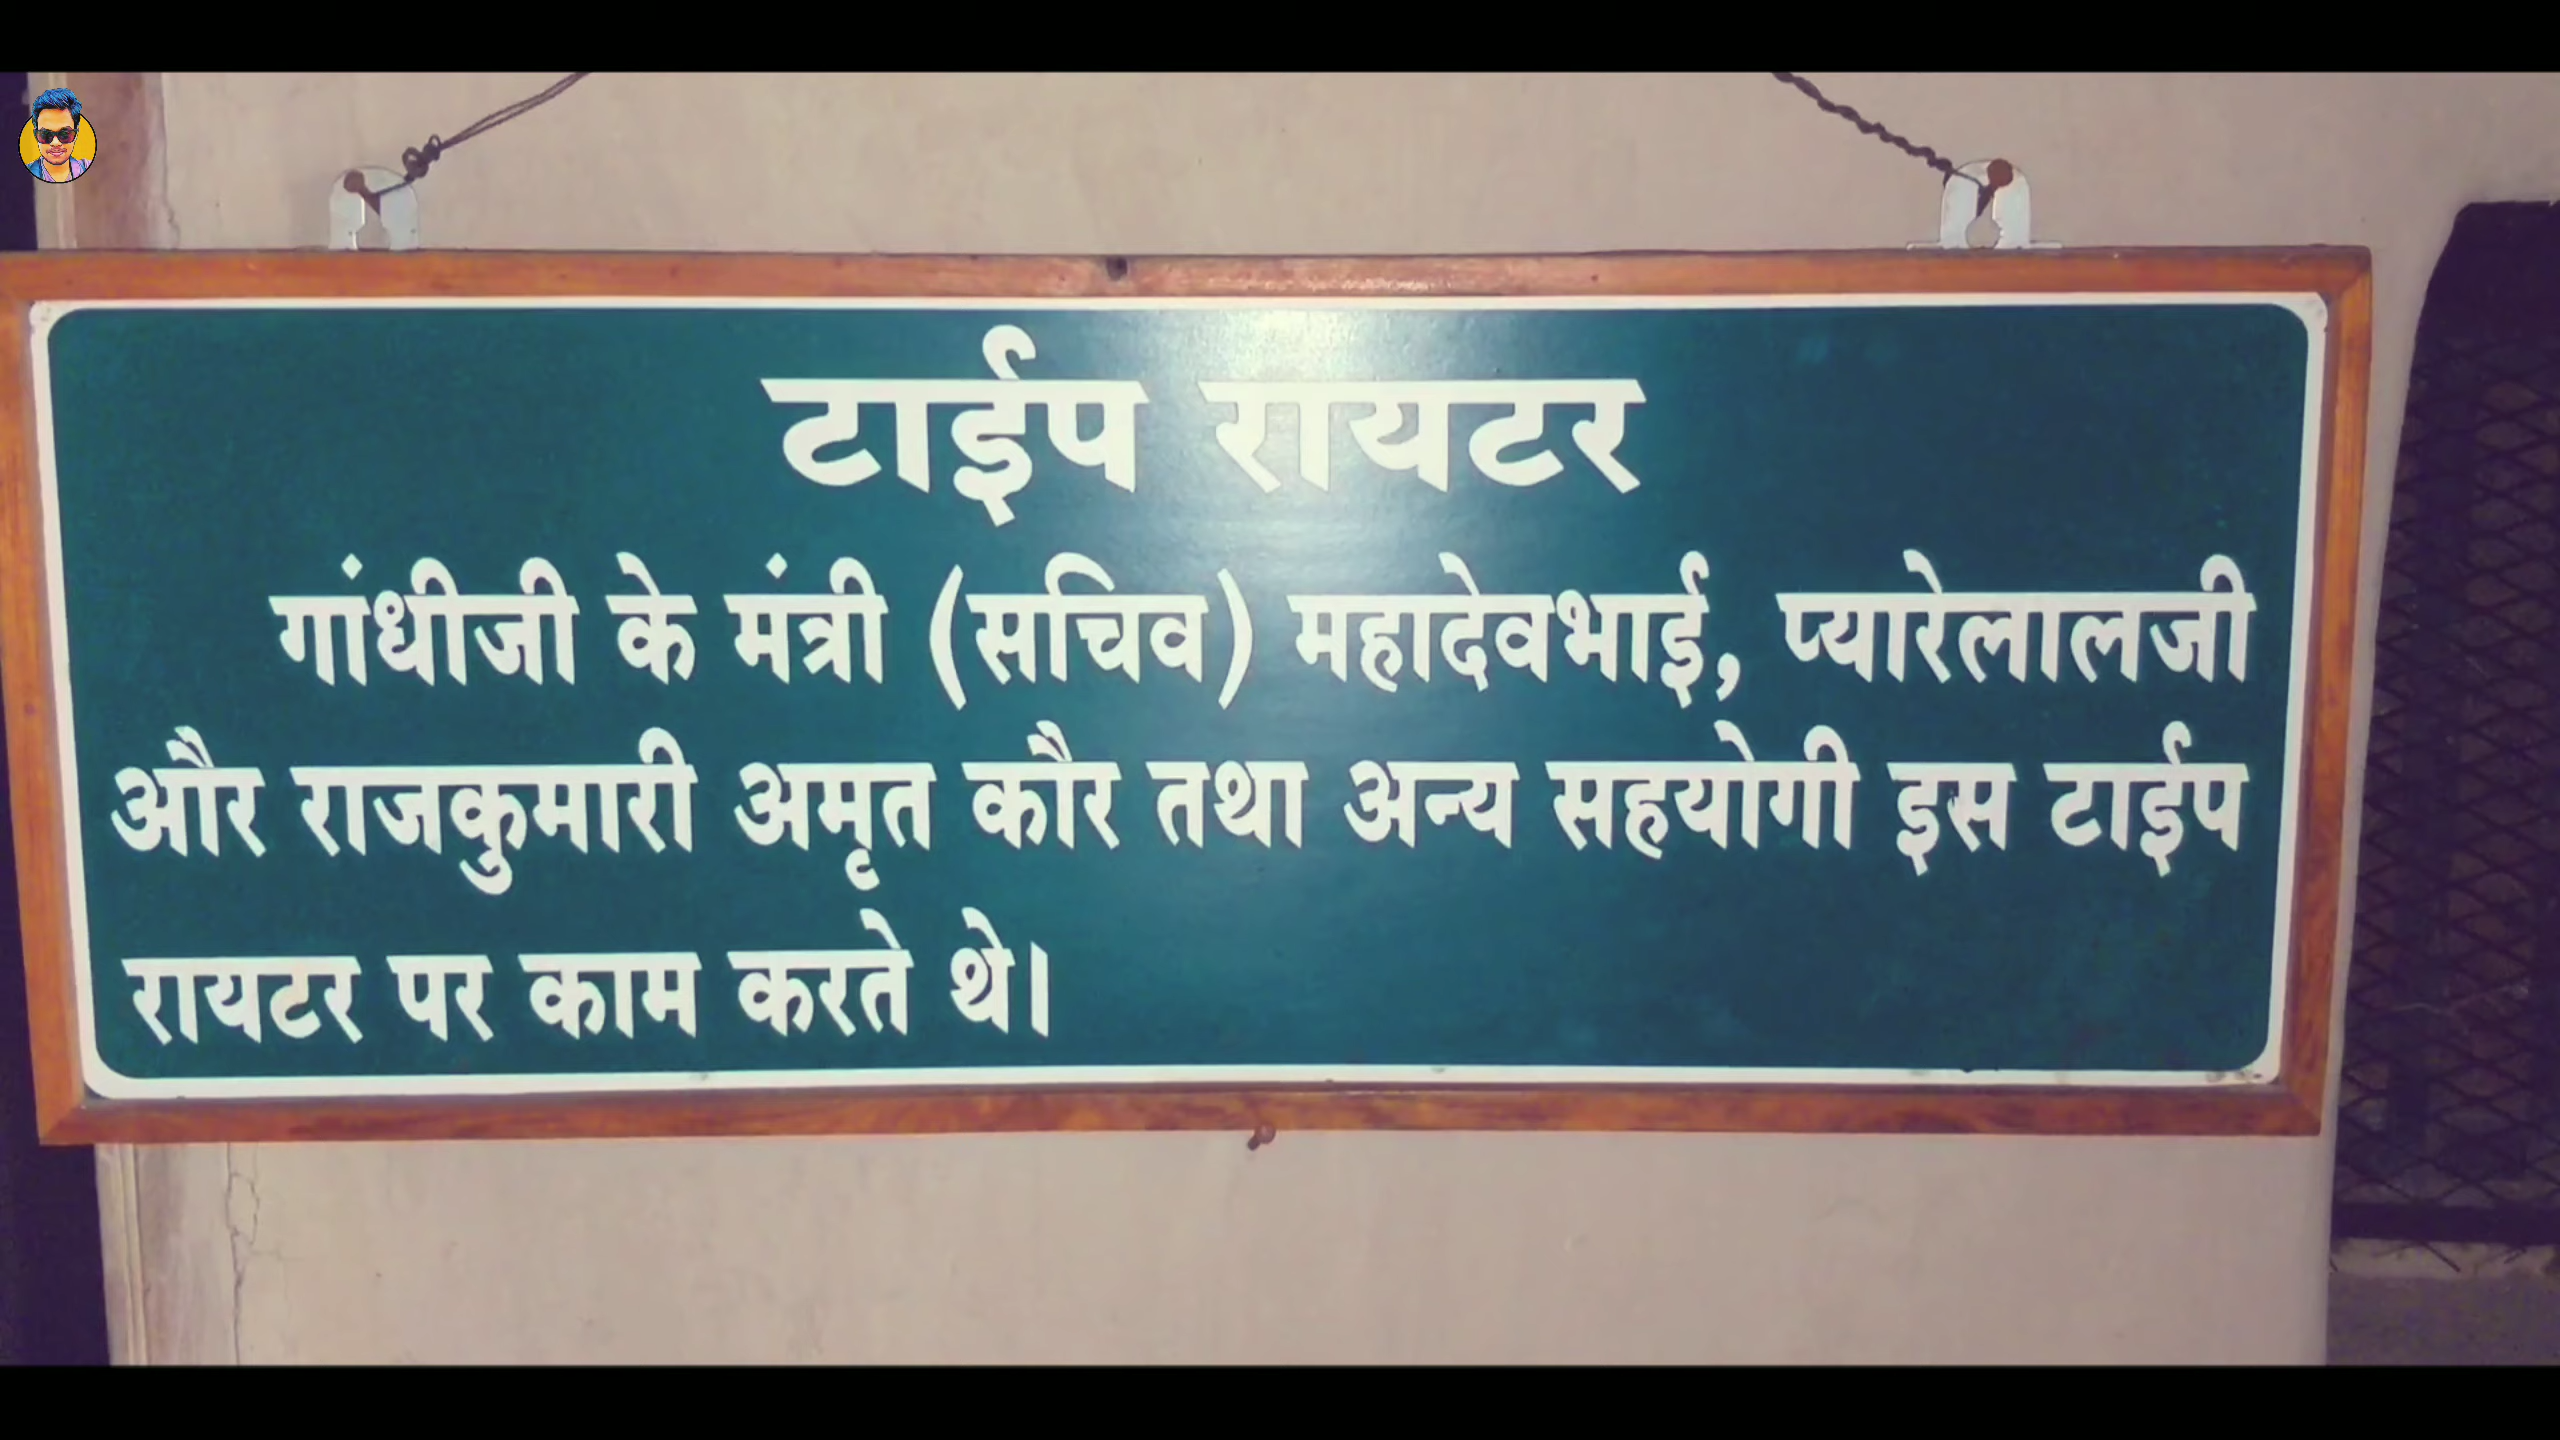 टाईप रायटर
गांधीजी के मंत्री (सचिव) महादेवभाई, प्यारेलालजी
और राजकुमारी अमृत कौर तथा अन्य सहयोगी इस टाईप
रायटर पर काम करते थे।